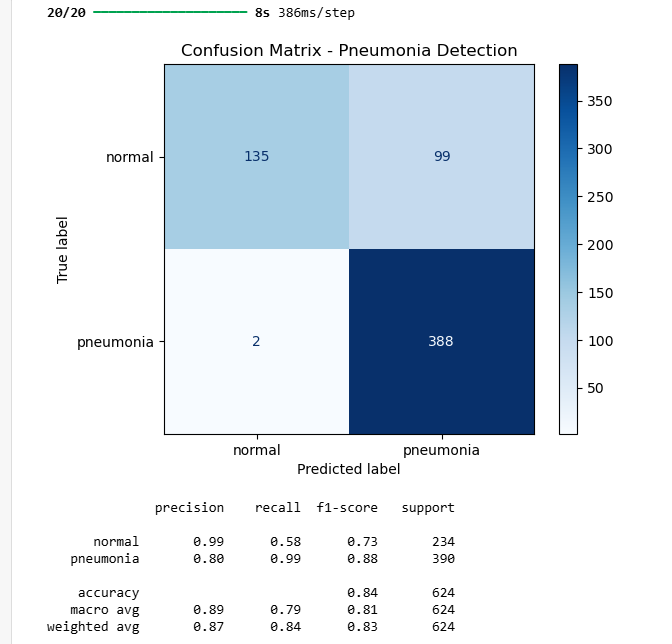 20/20 ━━━━━━━━━━━━━━━━━━━━ 8s 386ms/step
Confusion Matrix - Pneumonia Detection
350
normal
135
99
300
250
True label
200
150
pneumonia
2
388
100
50
normal
pneumonia
Predicted label
precision recall f1-score support
normal 0.99 0.58 0.73 234
pneumonia 0.80 0.99 0.88 390
accuracy 0.84 624
macro avg 0.89 0.79 0.81 624
weighted avg 0.87 0.84 0.83 624